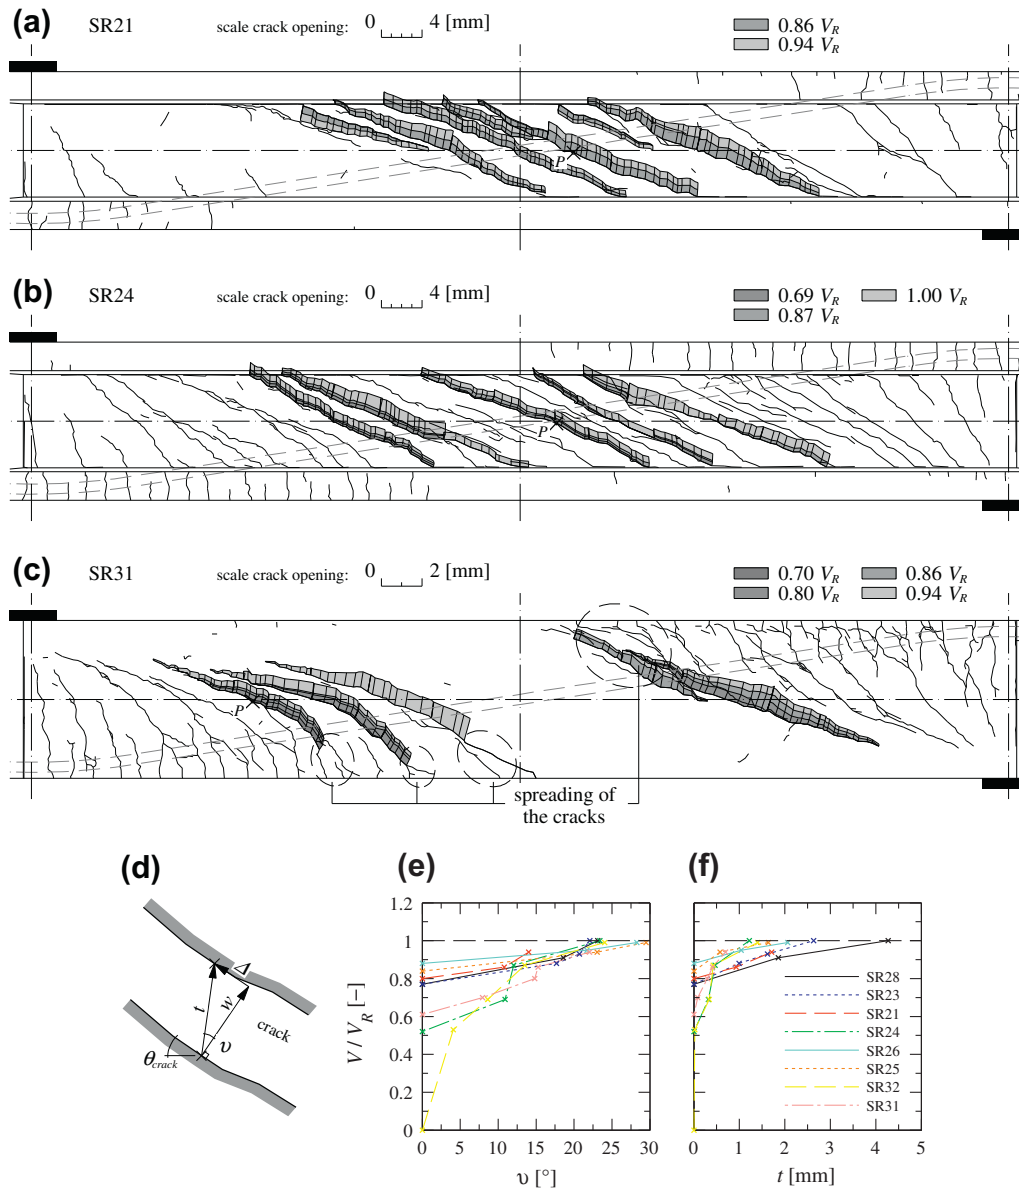 (a) SR21 scale crack opening: 0 4 [mm] 0.86 V_R
0.94 V_R
P
(b) SR24 scale crack opening: 0 4 [mm] 0.69 V_R 1.00 V_R
0.87 V_R
P
(c) SR31 scale crack opening: 0 2 [mm] 0.70 V_R 0.86 V_R
0.80 V_R 0.94 V_R
P
spreading of
the cracks
(d)
Δ
t w
crack
υ
θcrack
(e)
V / V_R [–]
1.2
1
0.8
0.6
0.4
0.2
0
0 5 10 15 20 25 30
υ [°]
(f)
SR28
SR23
SR21
SR24
SR26
SR25
SR32
SR31
0 1 2 3 4 5
t [mm]